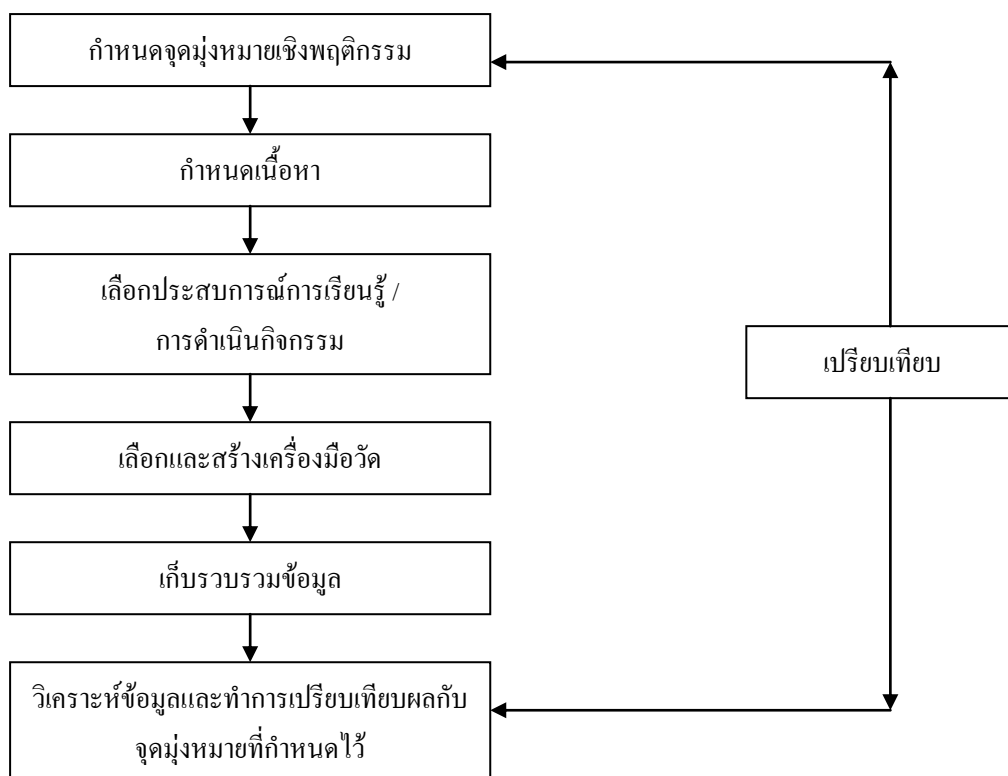 กำหนดจุดมุ่งหมายเชิงพฤติกรรม
กำหนดเนื้อหา
เลือกประสบการณ์การเรียนรู้ /
การดำเนินกิจกรรม
เปรียบเทียบ
เลือกและสร้างเครื่องมือวัด
เก็บรวบรวมข้อมูล
วิเคราะห์ข้อมูลและทำการเปรียบเทียบผลกับ
จุดมุ่งหมายที่กำหนดไว้